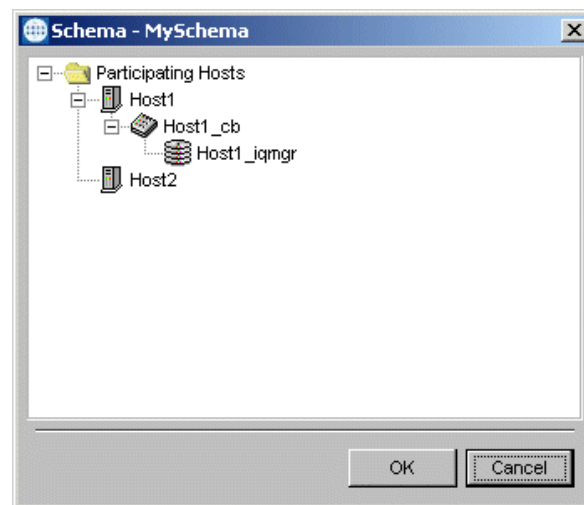 Schema - MySchema
Participating Hosts
Host1
Host1_cb
Host1_iqmgr
Host2
OK Cancel